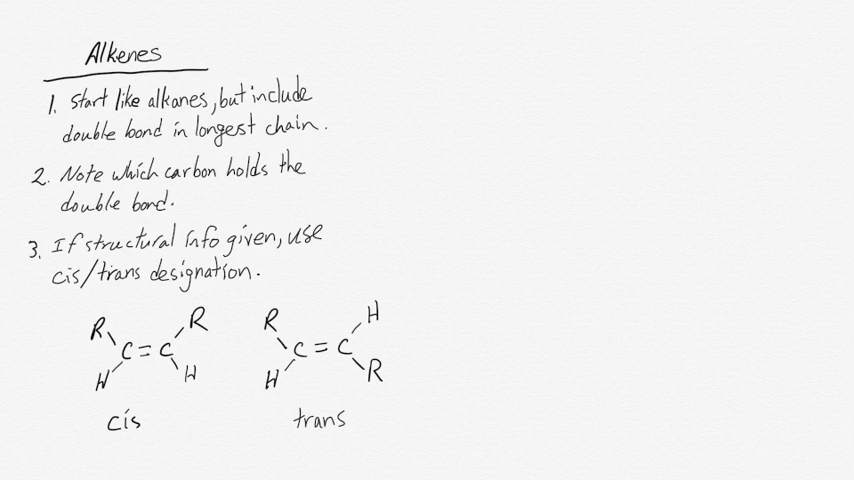 Alkenes
1. Start like alkanes, but include
double bond in longest chain.
2. Note which carbon holds the
double bond.
3. If structural info given, use
cis/trans designation.
R R R H
C = C C = C
H H H R
cis trans